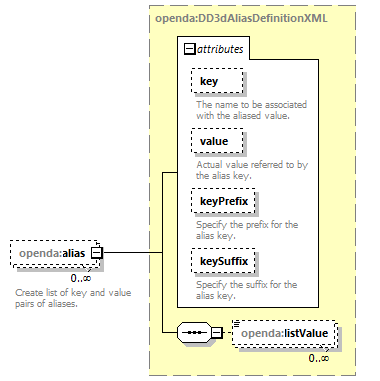 openda:DD3dAliasDefinitionXML
attributes
key
The name to be associated
with the aliased value.
value
Actual value referred to by
the alias key.
keyPrefix
Specify the prefix for the
alias key.
keySuffix
Specify the suffix for the
alias key.
openda:alias
0..∞
Create list of key and value
pairs of aliases.
openda:listValue
0..∞